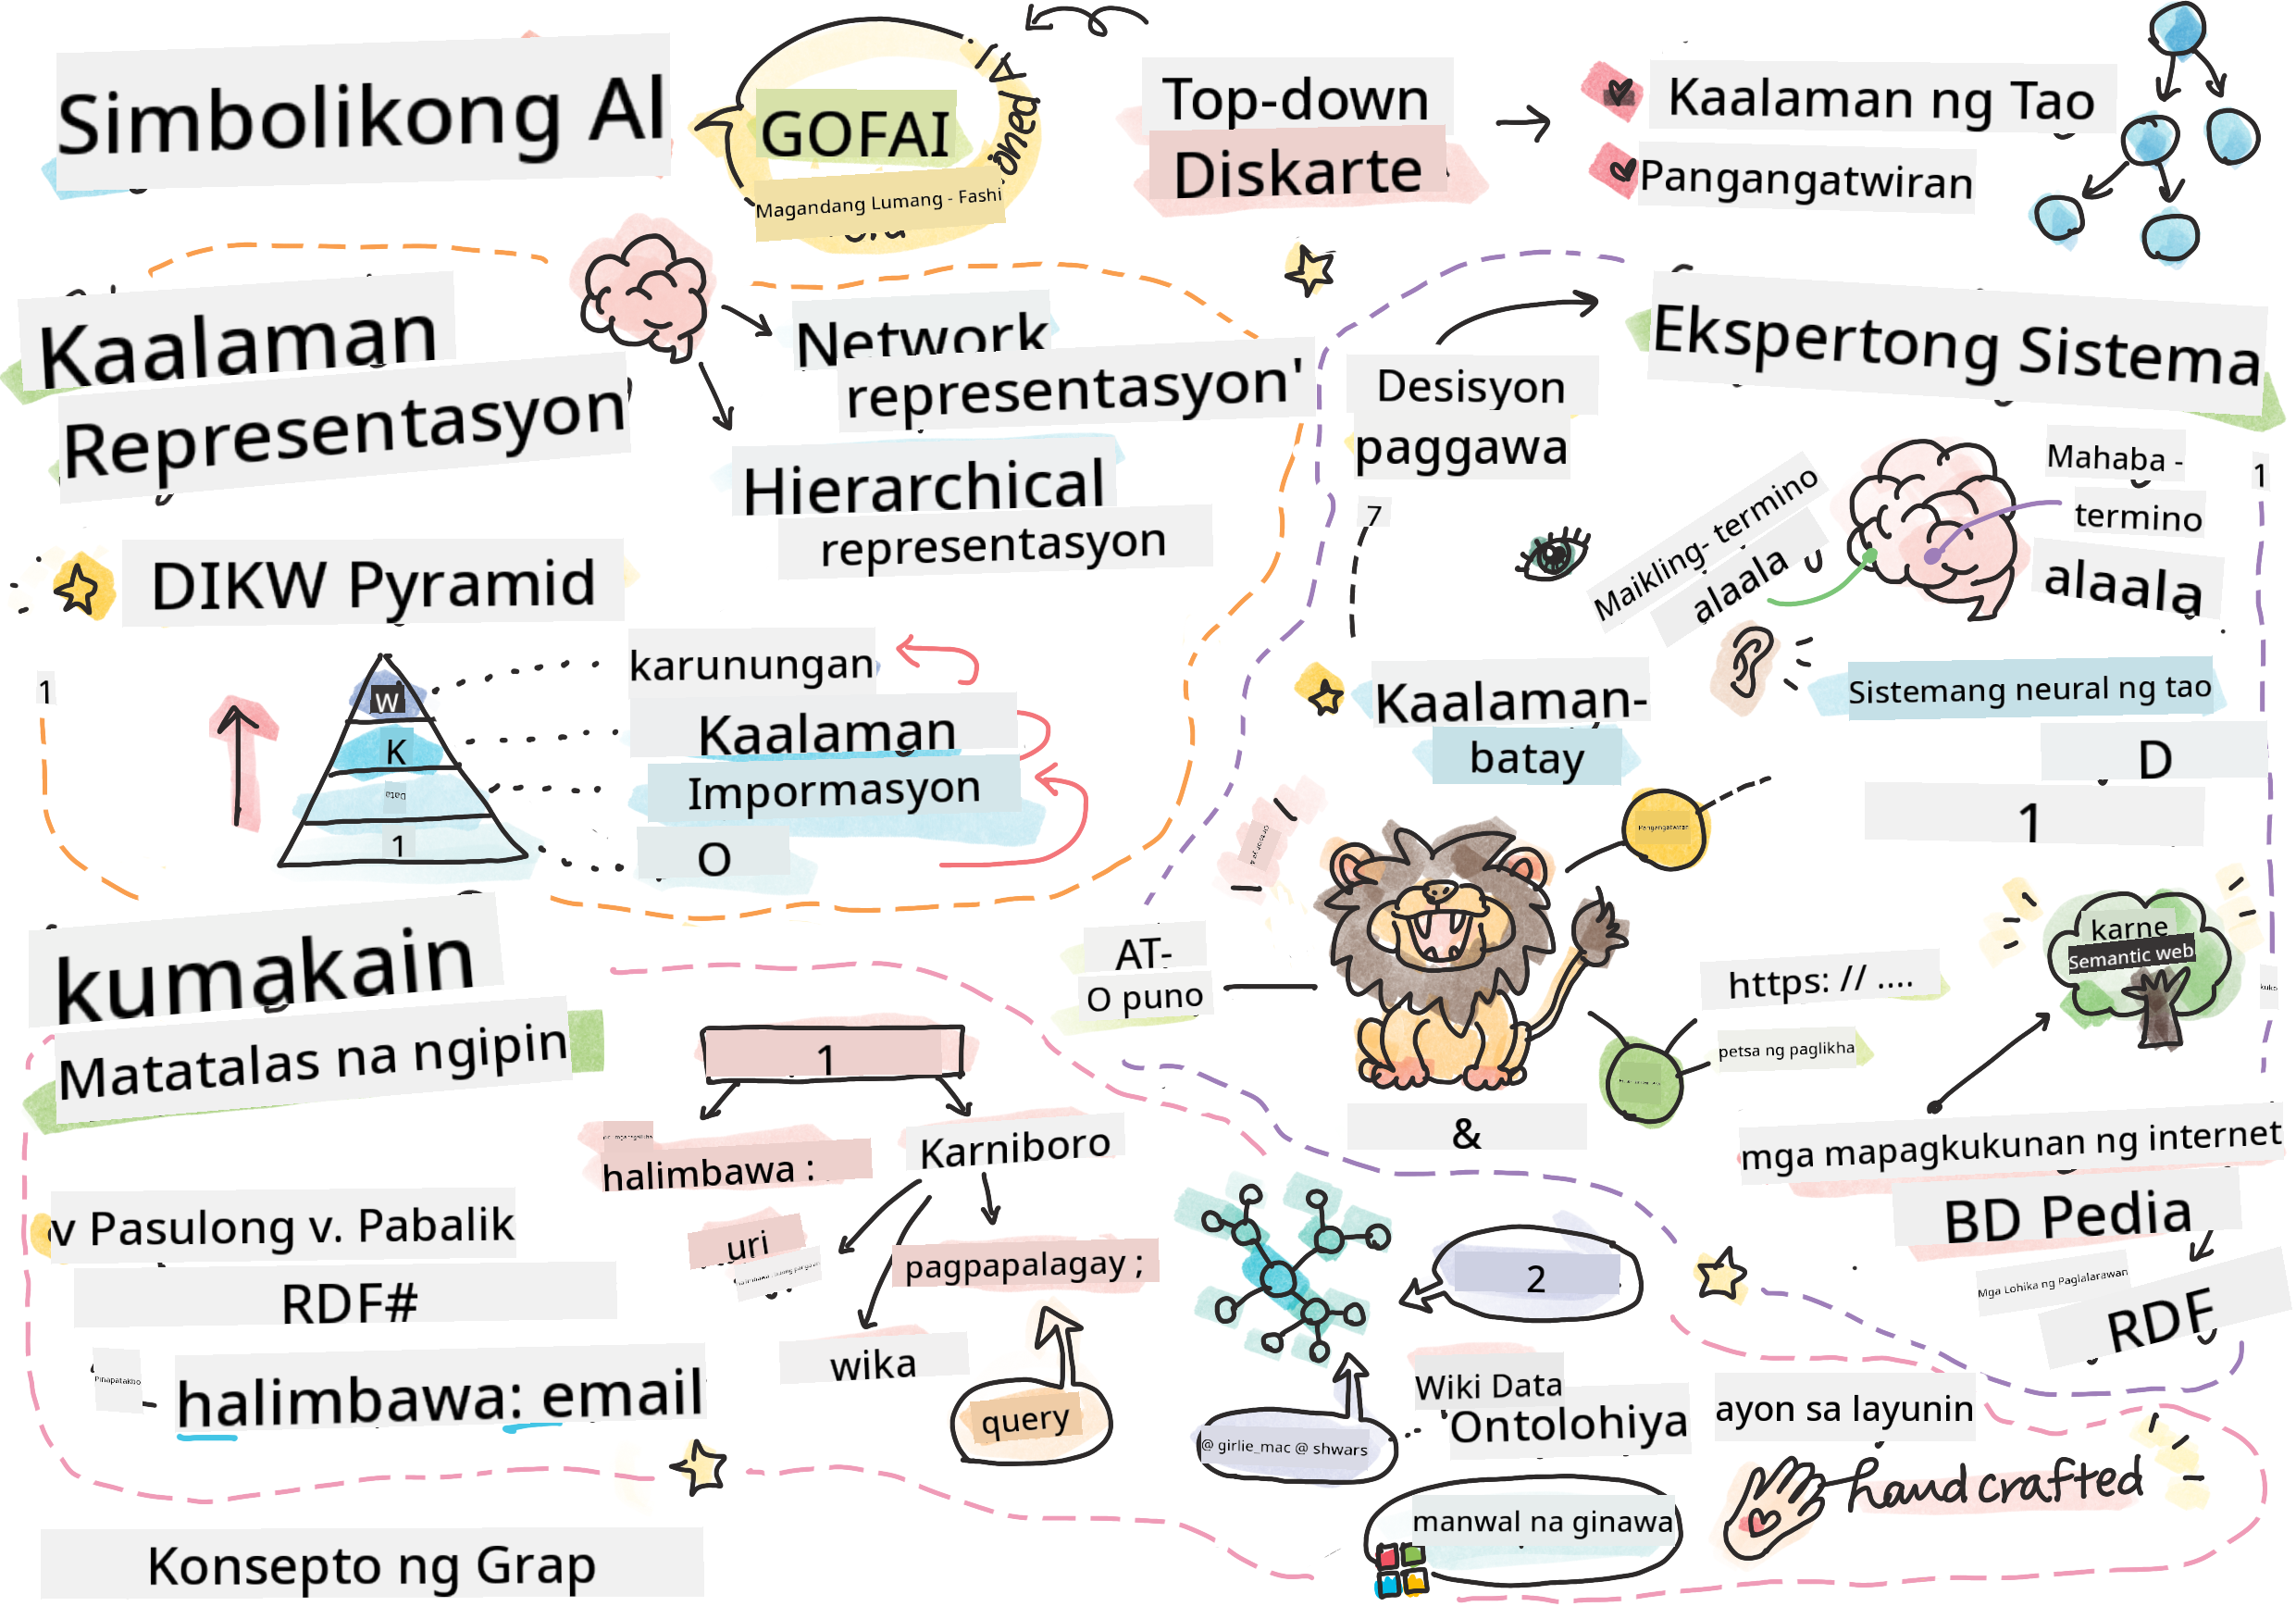 Simbolikong AI
GOFAI
Magandang Lumang - Fashi
ioned AI
Top-down
Diskarte
Kaalaman ng Tao
Pangangatwiran
Kaalaman
Representasyon
Network
representasyon'
Hierarchical
representasyon
DIKW Pyramid
karunungan
Kaalaman
Impormasyon
O
W
K
Data
1
1
Ekspertong Sistema
Desisyon
paggawa
7
Maikling- termino
alaala
Mahaba -
termino
alaala
1
Sistemang neural ng tao
D
1
Kaalaman-
batay
Pangangatwiran
AT-
O puno
&
https: // ....
petsa ng paglikha
karne
Semantic web
mga mapagkukunan ng internet
BD Pedia
Mga Lohika ng Paglalarawan
RDF
kumakain
Matatalas na ngipin
1
halimbawa :
Karniboro
uri
pagpapalagay ;
wika
query
v Pasulong v. Pabalik
RDF#
halimbawa: email
Konsepto ng Grap
2
@ girlie_mac @ shwars
Wiki Data
Ontolohiya
ayon sa layunin
manwal na ginawa
handcrafted